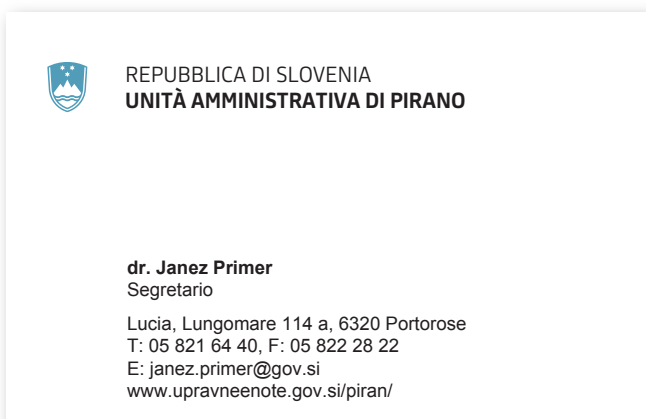 REPUBBLICA DI SLOVENIA
UNITÀ AMMINISTRATIVA DI PIRANO
dr. Janez Primer
Segretario
Lucia, Lungomare 114 a, 6320 Portorose
T: 05 821 64 40, F: 05 822 28 22
E: janez.primer@gov.si
www.upravneenote.gov.si/piran/